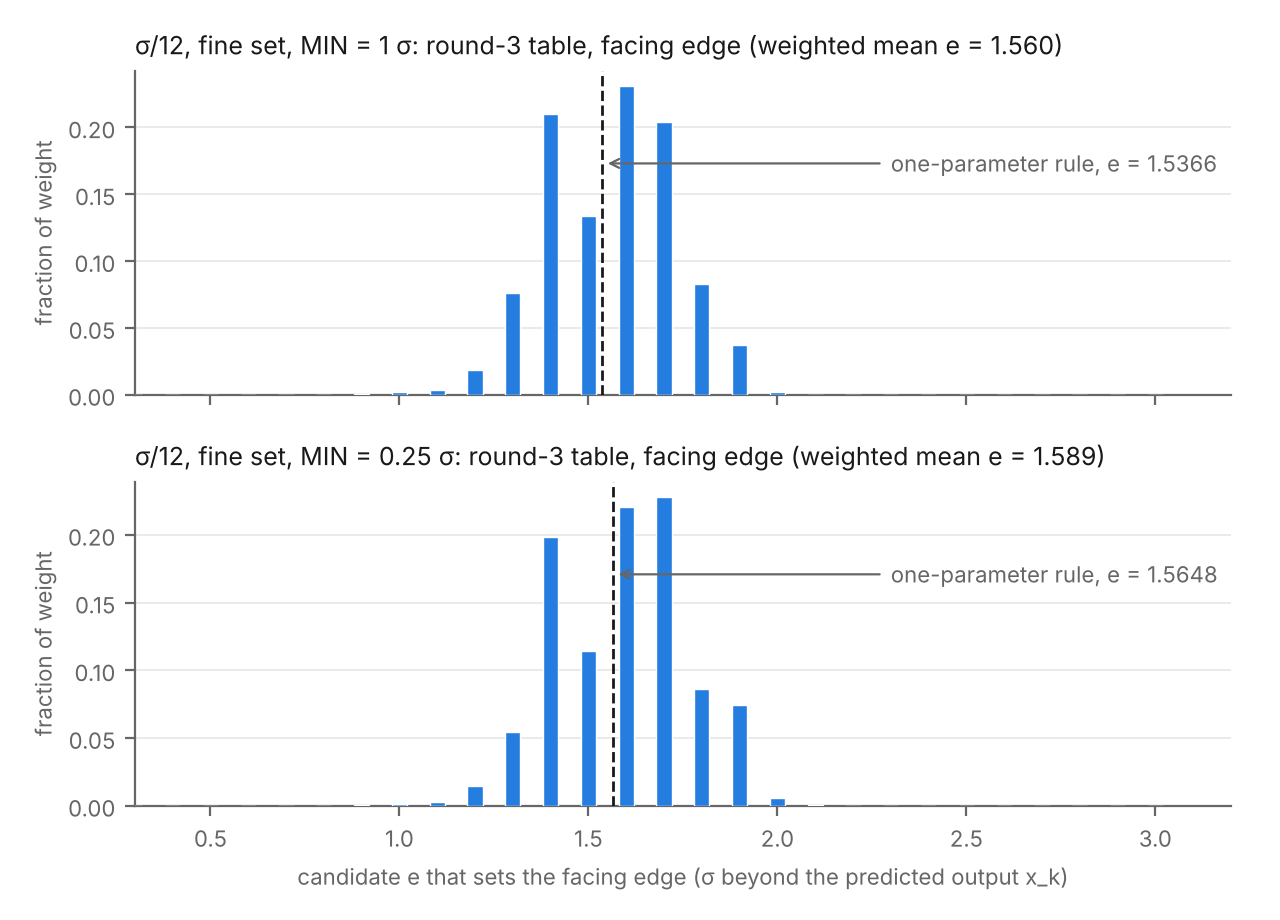 σ/12, fine set, MIN = 1 σ: round-3 table, facing edge (weighted mean e = 1.560)
fraction of weight
0.20
0.15
0.10
0.05
0.00
one-parameter rule, e = 1.5366
σ/12, fine set, MIN = 0.25 σ: round-3 table, facing edge (weighted mean e = 1.589)
fraction of weight
0.20
0.15
0.10
0.05
0.00
one-parameter rule, e = 1.5648
0.5 1.0 1.5 2.0 2.5 3.0
candidate e that sets the facing edge (σ beyond the predicted output x_k)